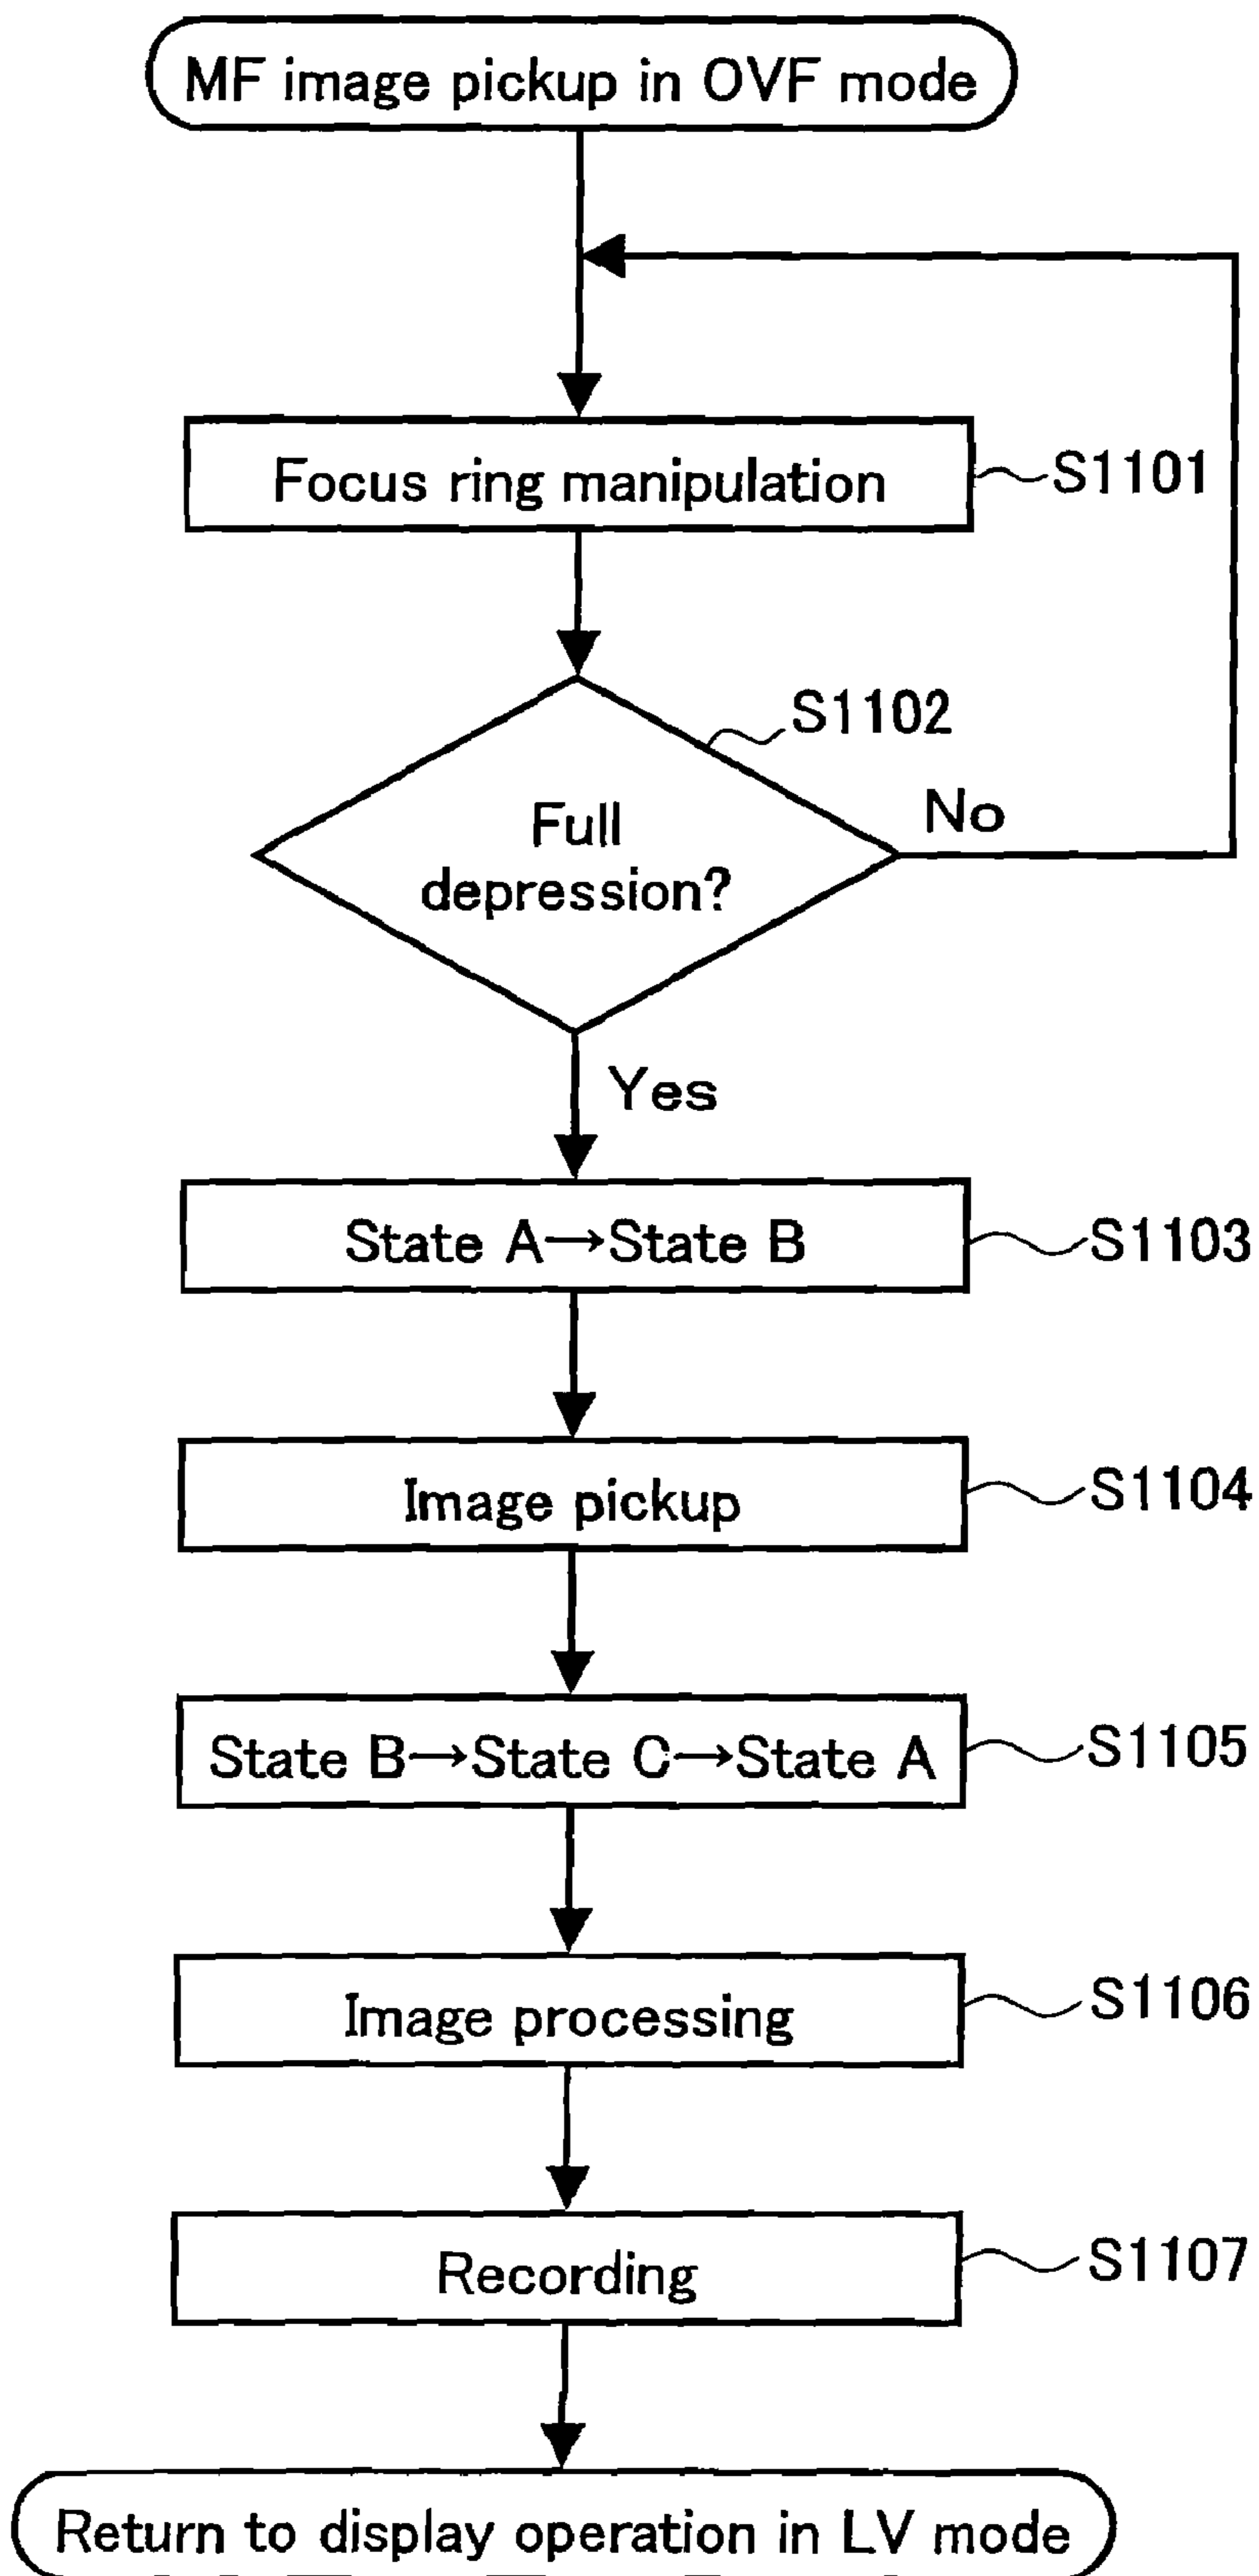 MF image pickup in OVF mode
Focus ring manipulation
S1101
S1102
Full
depression?
No
Yes
State A→State B
S1103
Image pickup
S1104
State B→State C→State A
S1105
Image processing
S1106
Recording
S1107
Return to display operation in LV mode